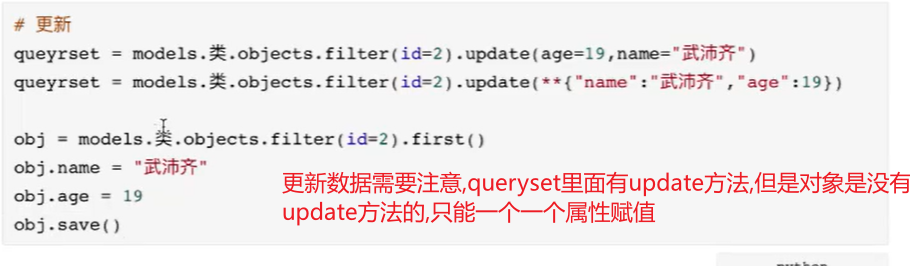 # 更新
queyrset = models.类.objects.filter(id=2).update(age=19,name="武沛齐")
queyrset = models.类.objects.filter(id=2).update(**{"name":"武沛齐","age":19})
obj = models.类.objects.filter(id=2).first()
obj.name = "武沛齐"
obj.age = 19
obj.save()
更新数据需要注意,queryset里面有update方法,但是对象是没有
update方法的,只能一个一个属性赋值